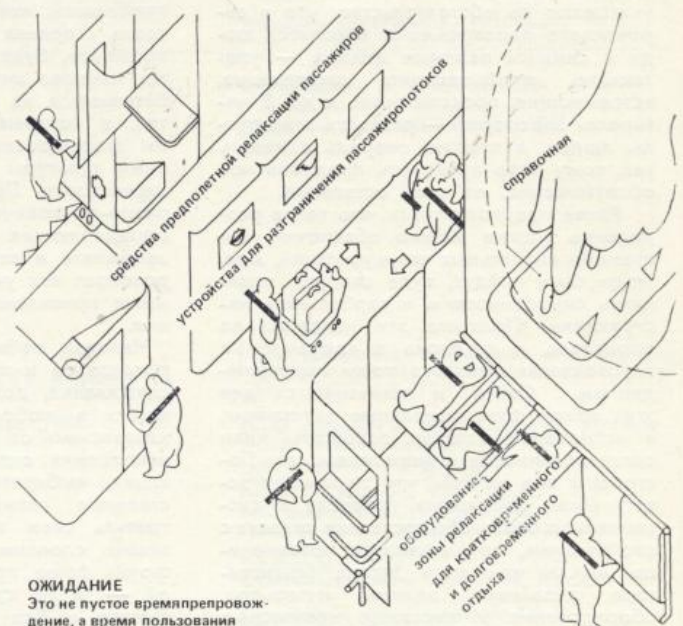 средства предполетной релаксации пассажиров
устройства для разграничения пассажиропотоков
справочная
оборудование
зоны релаксации
для кратковременного
и долговременного
отдыха
ОЖИДАНИЕ
Это не пустое времяпрепровож-
дение, а время пользования